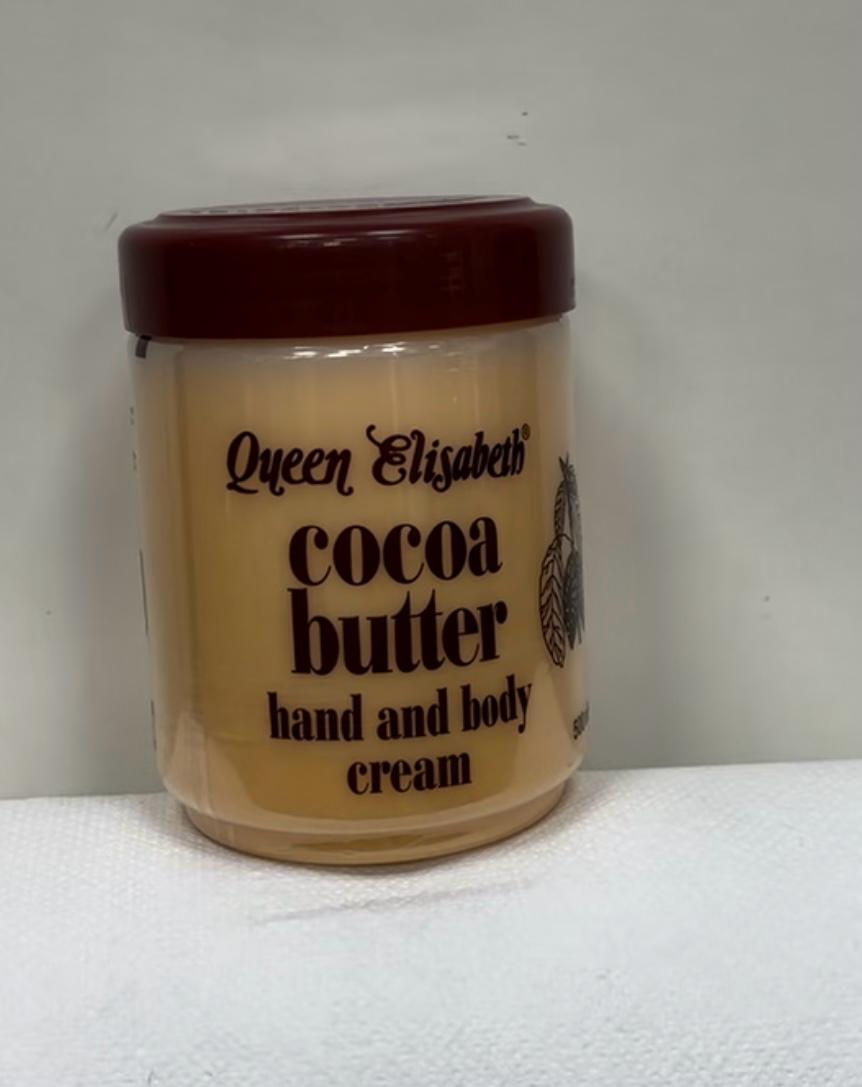 Queen Elisabeth®
cocoa
butter
hand and body
cream